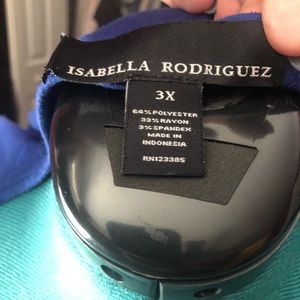 ISABELLA RODRIGUEZ
3X
64% POLYESTER
33% RAYON
3% SPANDEX
MADE IN
INDONESIA
RN123385